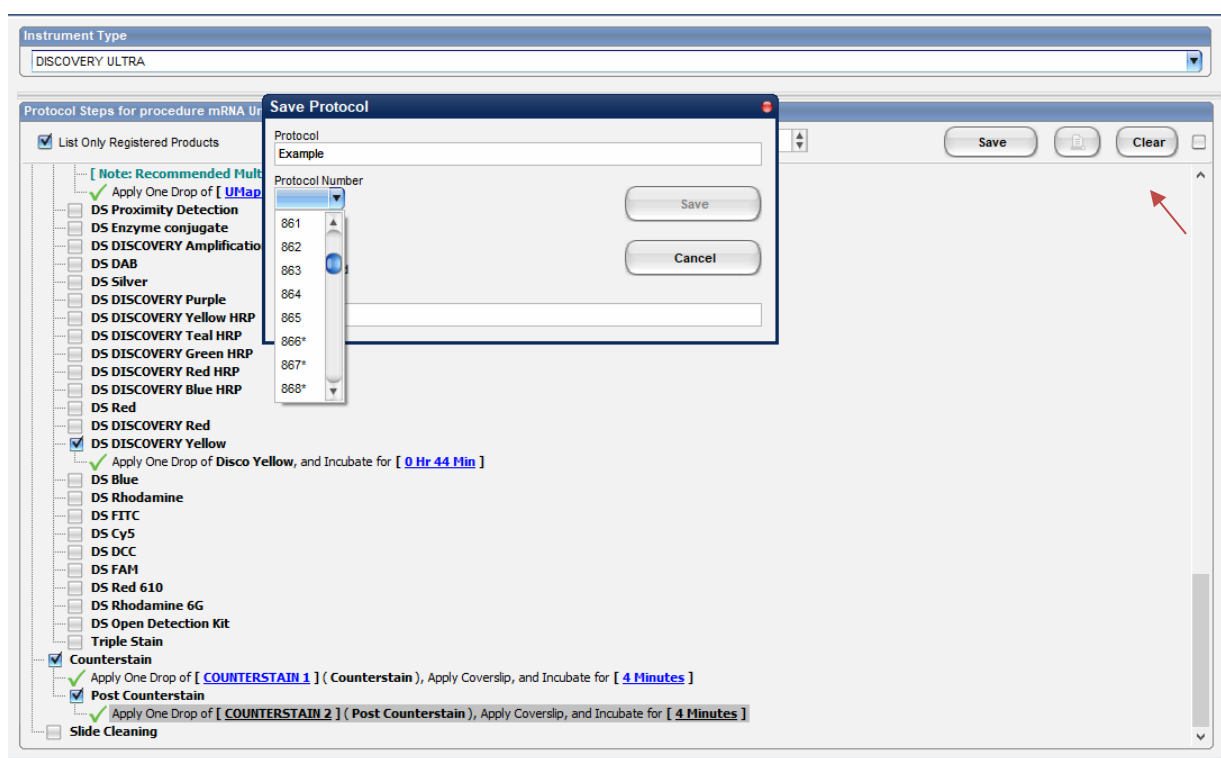 Instrument Type
DISCOVERY ULTRA
Protocol Steps for procedure mRNA
Save Protocol
List Only Registered Products
Protocol
Example
Save
Clear
Protocol Number
Save
Cancel
861
862
863
864
865
866*
867*
868*
[ Note: Recommended
Apply One Drop of [ UMap
DS Proximity Detection
DS Enzyme conjugate
DS DISCOVERY
DS DAB
DS Silver
DS DISCOVERY Purple
DS DISCOVERY Yellow HRP
DS DISCOVERY Teal HRP
DS DISCOVERY Green HRP
DS DISCOVERY Red HRP
DS DISCOVERY Blue HRP
DS Red
DS DISCOVERY Red
DS DISCOVERY Yellow
Apply One Drop of Disco Yellow, and Incubate for [ 0 Hr 44 Min ]
DS Blue
DS Rhodamine
DS FITC
DS Cy5
DS DCC
DS FAM
DS Red 610
DS Rhodamine 6G
DS Open Detection Kit
Triple Stain
Counterstain
Apply One Drop of [ COUNTERSTAIN 1 ] ( Counterstain ), Apply Coverslip, and Incubate for [ 4 Minutes ]
Post Counterstain
Apply One Drop of [ COUNTERSTAIN 2 ] ( Post Counterstain ), Apply Coverslip, and Incubate for [ 4 Minutes ]
Slide Cleaning